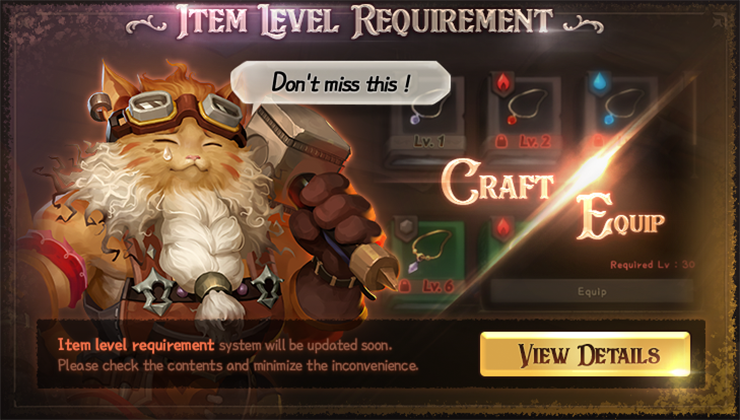 ITEM LEVEL REQUIREMENT
Don't miss this !
Lv. 1
Lv. 2
CRAFT
EQUIP
Lv. 6
Required Lv : 30
Equip
Item level requirement system will be updated soon.
Please check the contents and minimize the inconvenience.
VIEW DETAILS